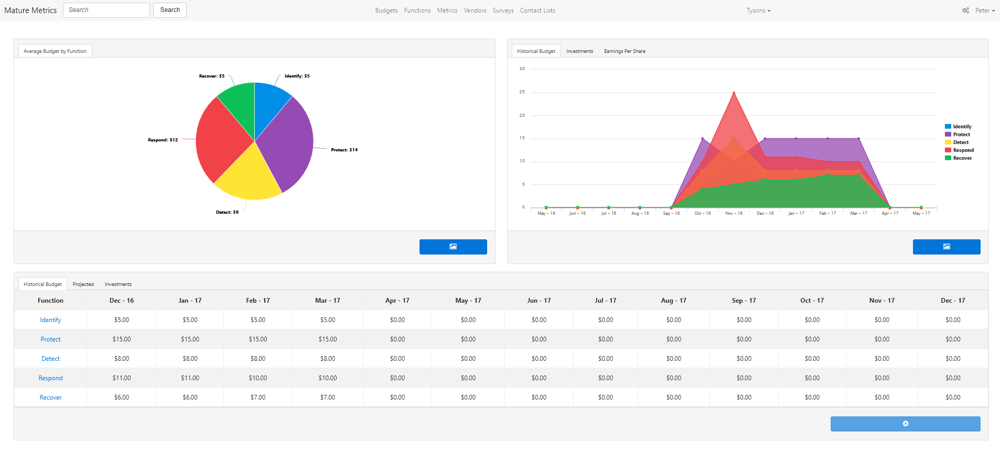 Mature Metrics Search Search Budgets Functions Metrics Vendors Surveys Contact Lists Tysons Peter
Average Budget by Function
Recover: $5 Identify: $5
Respond: $12 Protect: $14
Detect: $9
Historical Budget Investments Earnings Per Share
30
25
20
15
10
5
0
May - 16 Jun - 16 Jul - 16 Aug - 16 Sep - 16 Oct - 16 Nov - 16 Dec - 16 Jan - 17 Feb - 17 Mar - 17 Apr - 17 May - 17
Identify
Protect
Detect
Respond
Recover
Historical Budget Projected Investments
Function Dec - 16 Jan - 17 Feb - 17 Mar - 17 Apr - 17 May - 17 Jun - 17 Jul - 17 Aug - 17 Sep - 17 Oct - 17 Nov - 17 Dec - 17
Identify $5.00 $5.00 $5.00 $5.00 $0.00 $0.00 $0.00 $0.00 $0.00 $0.00 $0.00 $0.00 $0.00
Protect $15.00 $15.00 $15.00 $15.00 $0.00 $0.00 $0.00 $0.00 $0.00 $0.00 $0.00 $0.00 $0.00
Detect $8.00 $8.00 $8.00 $8.00 $0.00 $0.00 $0.00 $0.00 $0.00 $0.00 $0.00 $0.00 $0.00
Respond $11.00 $11.00 $10.00 $10.00 $0.00 $0.00 $0.00 $0.00 $0.00 $0.00 $0.00 $0.00 $0.00
Recover $6.00 $6.00 $7.00 $7.00 $0.00 $0.00 $0.00 $0.00 $0.00 $0.00 $0.00 $0.00 $0.00